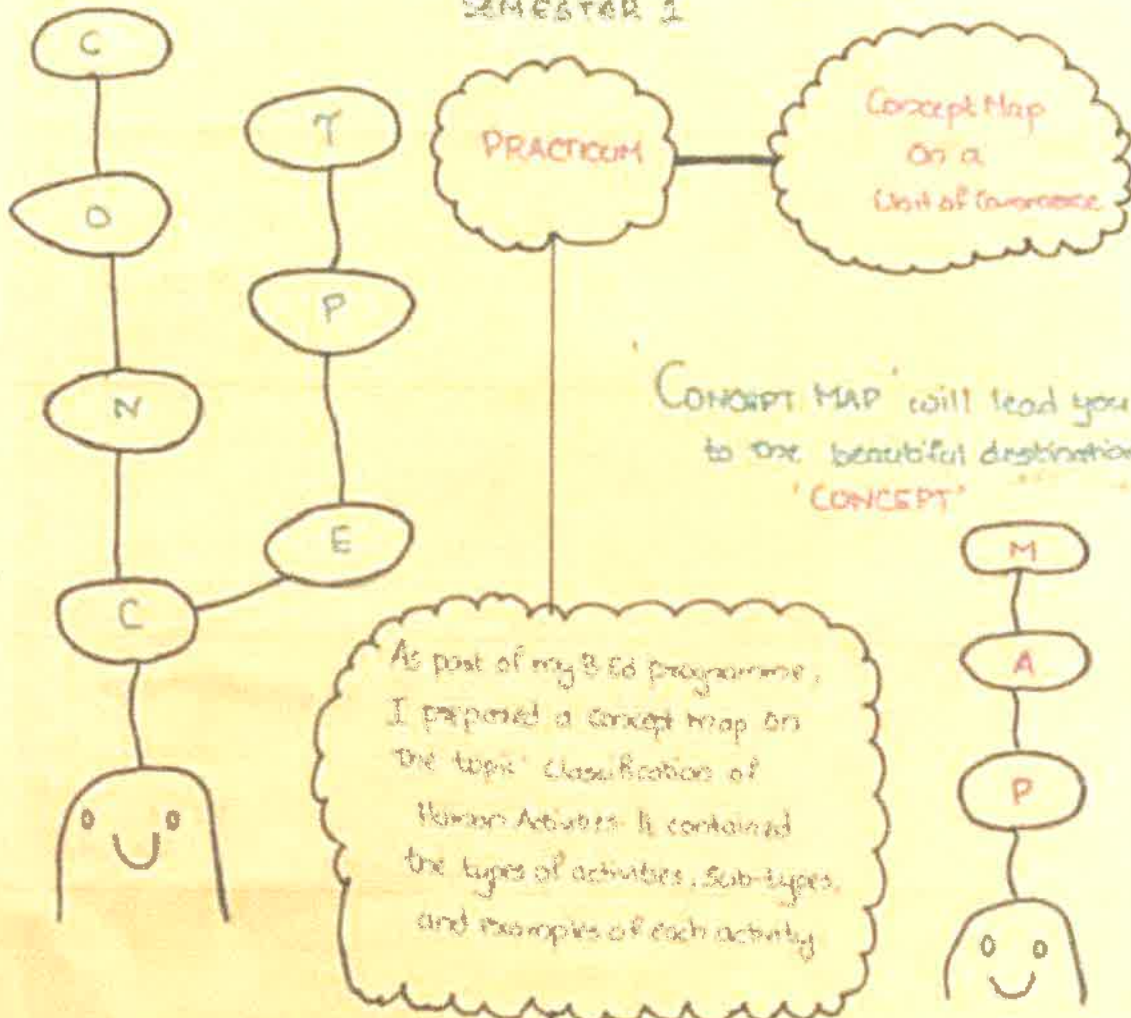 SEMESTER 1
C
O
N
C
E
P
T
PRACTICUM
Concept Map
on a
Unit of Commerce
'CONCEPT MAP' will lead you
to the beautiful destination
'CONCEPT'
M
A
P
As part of my B Ed programme,
I prepared a concept map on
the topic 'Classification of
Human Activities. It contained
the types of activities, Sub-types,
and examples of each activity